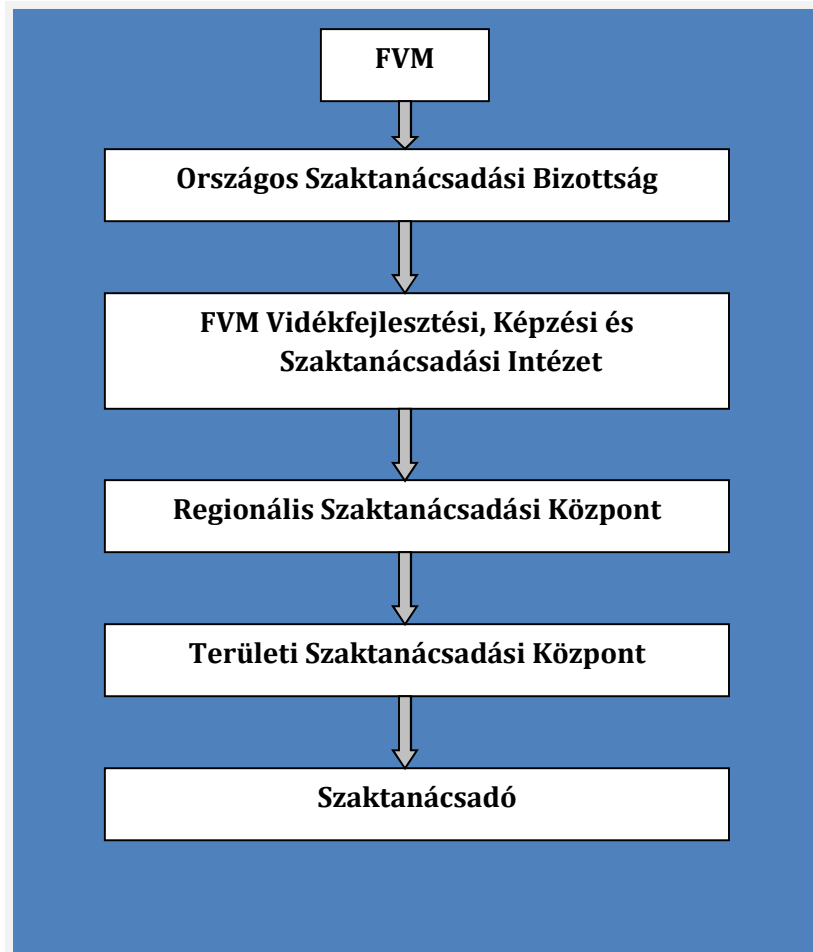 FVM
Országos Szaktanácsadási Bizottság
FVM Vidékfejlesztési, Képzési és
Szaktanácsadási Intézet
Regionális Szaktanácsadási Központ
Területi Szaktanácsadási Központ
Szaktanácsadó